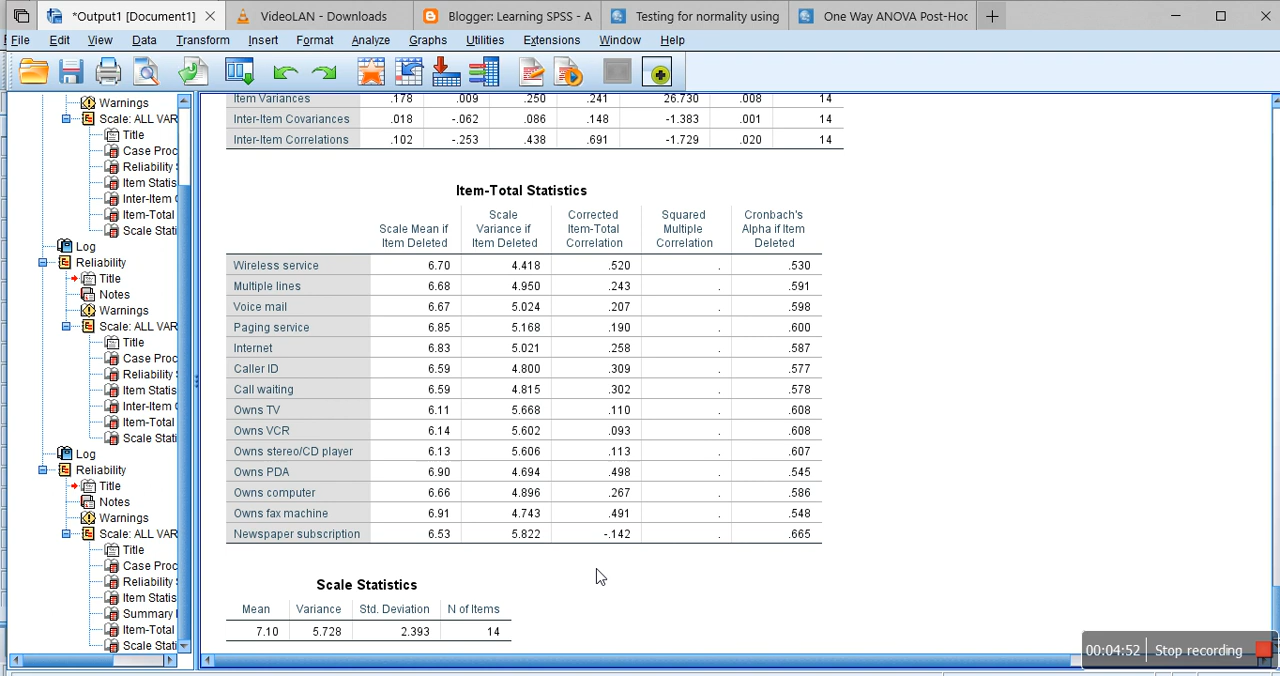 *Output1 [Document1]
VideoLAN - Downloads
Blogger: Learning SPSS - A
Testing for normality using
One Way ANOVA Post-Hoc
File Edit View Data Transform Insert Format Analyze Graphs Utilities Extensions Window Help
Warnings
Scale: ALL VAR
Title
Case Proc
Reliability
Item Statis
Inter-Item
Item-Total
Scale Stati
Log
Reliability
Title
Notes
Warnings
Scale: ALL VAR
Title
Case Proc
Reliability
Item Statis
Inter-Item
Item-Total
Scale Stati
Log
Reliability
Title
Notes
Warnings
Scale: ALL VAR
Title
Case Proc
Reliability
Item Statis
Summary
Item-Total
Scale Stati
Item Variances .178 .009 .250 .241 26.730 .008 14
Inter-Item Covariances .018 -.062 .086 .148 -1.383 .001 14
Inter-Item Correlations .102 -.253 .438 .691 -1.729 .020 14
Item-Total Statistics
Scale Mean if Item Deleted
Scale Variance if Item Deleted
Corrected Item-Total Correlation
Squared Multiple Correlation
Cronbach's Alpha if Item Deleted
Wireless service 6.70 4.418 .520 . .530
Multiple lines 6.68 4.950 .243 . .591
Voice mail 6.67 5.024 .207 . .598
Paging service 6.85 5.168 .190 . .600
Internet 6.83 5.021 .258 . .587
Caller ID 6.59 4.800 .309 . .577
Call waiting 6.59 4.815 .302 . .578
Owns TV 6.11 5.668 .110 . .608
Owns VCR 6.14 5.602 .093 . .608
Owns stereo/CD player 6.13 5.606 .113 . .607
Owns PDA 6.90 4.694 .498 . .545
Owns computer 6.66 4.896 .267 . .586
Owns fax machine 6.91 4.743 .491 . .548
Newspaper subscription 6.53 5.822 -.142 . .665
Scale Statistics
Mean Variance Std. Deviation N of Items
7.10 5.728 2.393 14
00:04:52 Stop recording